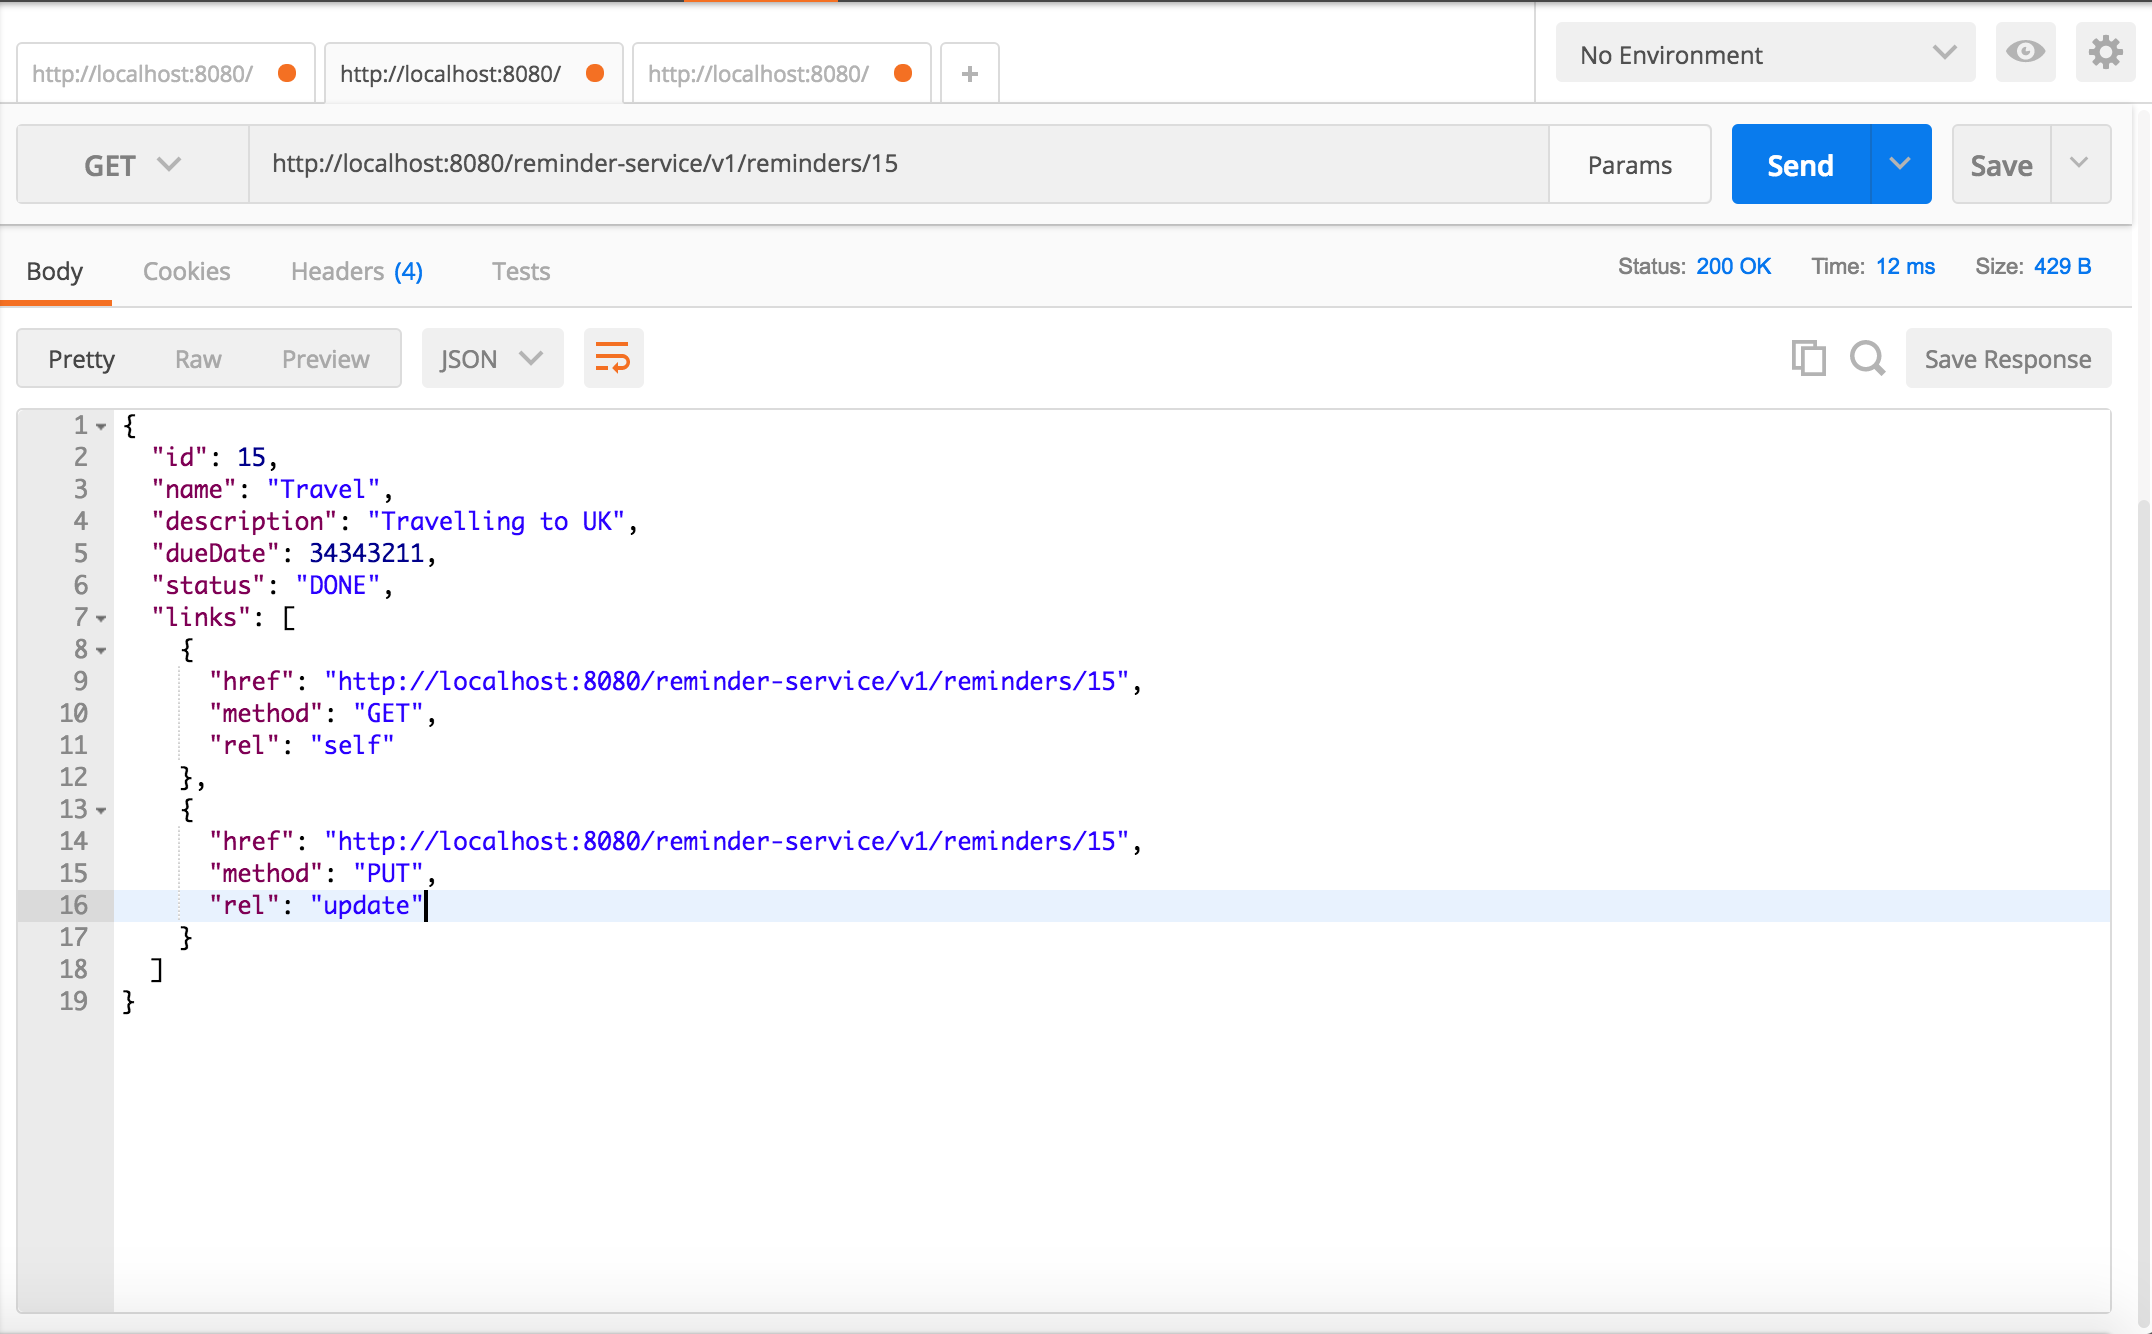 http://localhost:8080/ http://localhost:8080/ http://localhost:8080/ + No Environment
GET http://localhost:8080/reminder-service/v1/reminders/15 Params Send Save
Body Cookies Headers (4) Tests Status: 200 OK Time: 12 ms Size: 429 B
Pretty Raw Preview JSON Save Response
1 {
2 "id": 15,
3 "name": "Travel",
4 "description": "Travelling to UK",
5 "dueDate": 34343211,
6 "status": "DONE",
7 "links": [
8 {
9 "href": "http://localhost:8080/reminder-service/v1/reminders/15",
10 "method": "GET",
11 "rel": "self"
12 },
13 {
14 "href": "http://localhost:8080/reminder-service/v1/reminders/15",
15 "method": "PUT",
16 "rel": "update"
17 }
18 ]
19 }